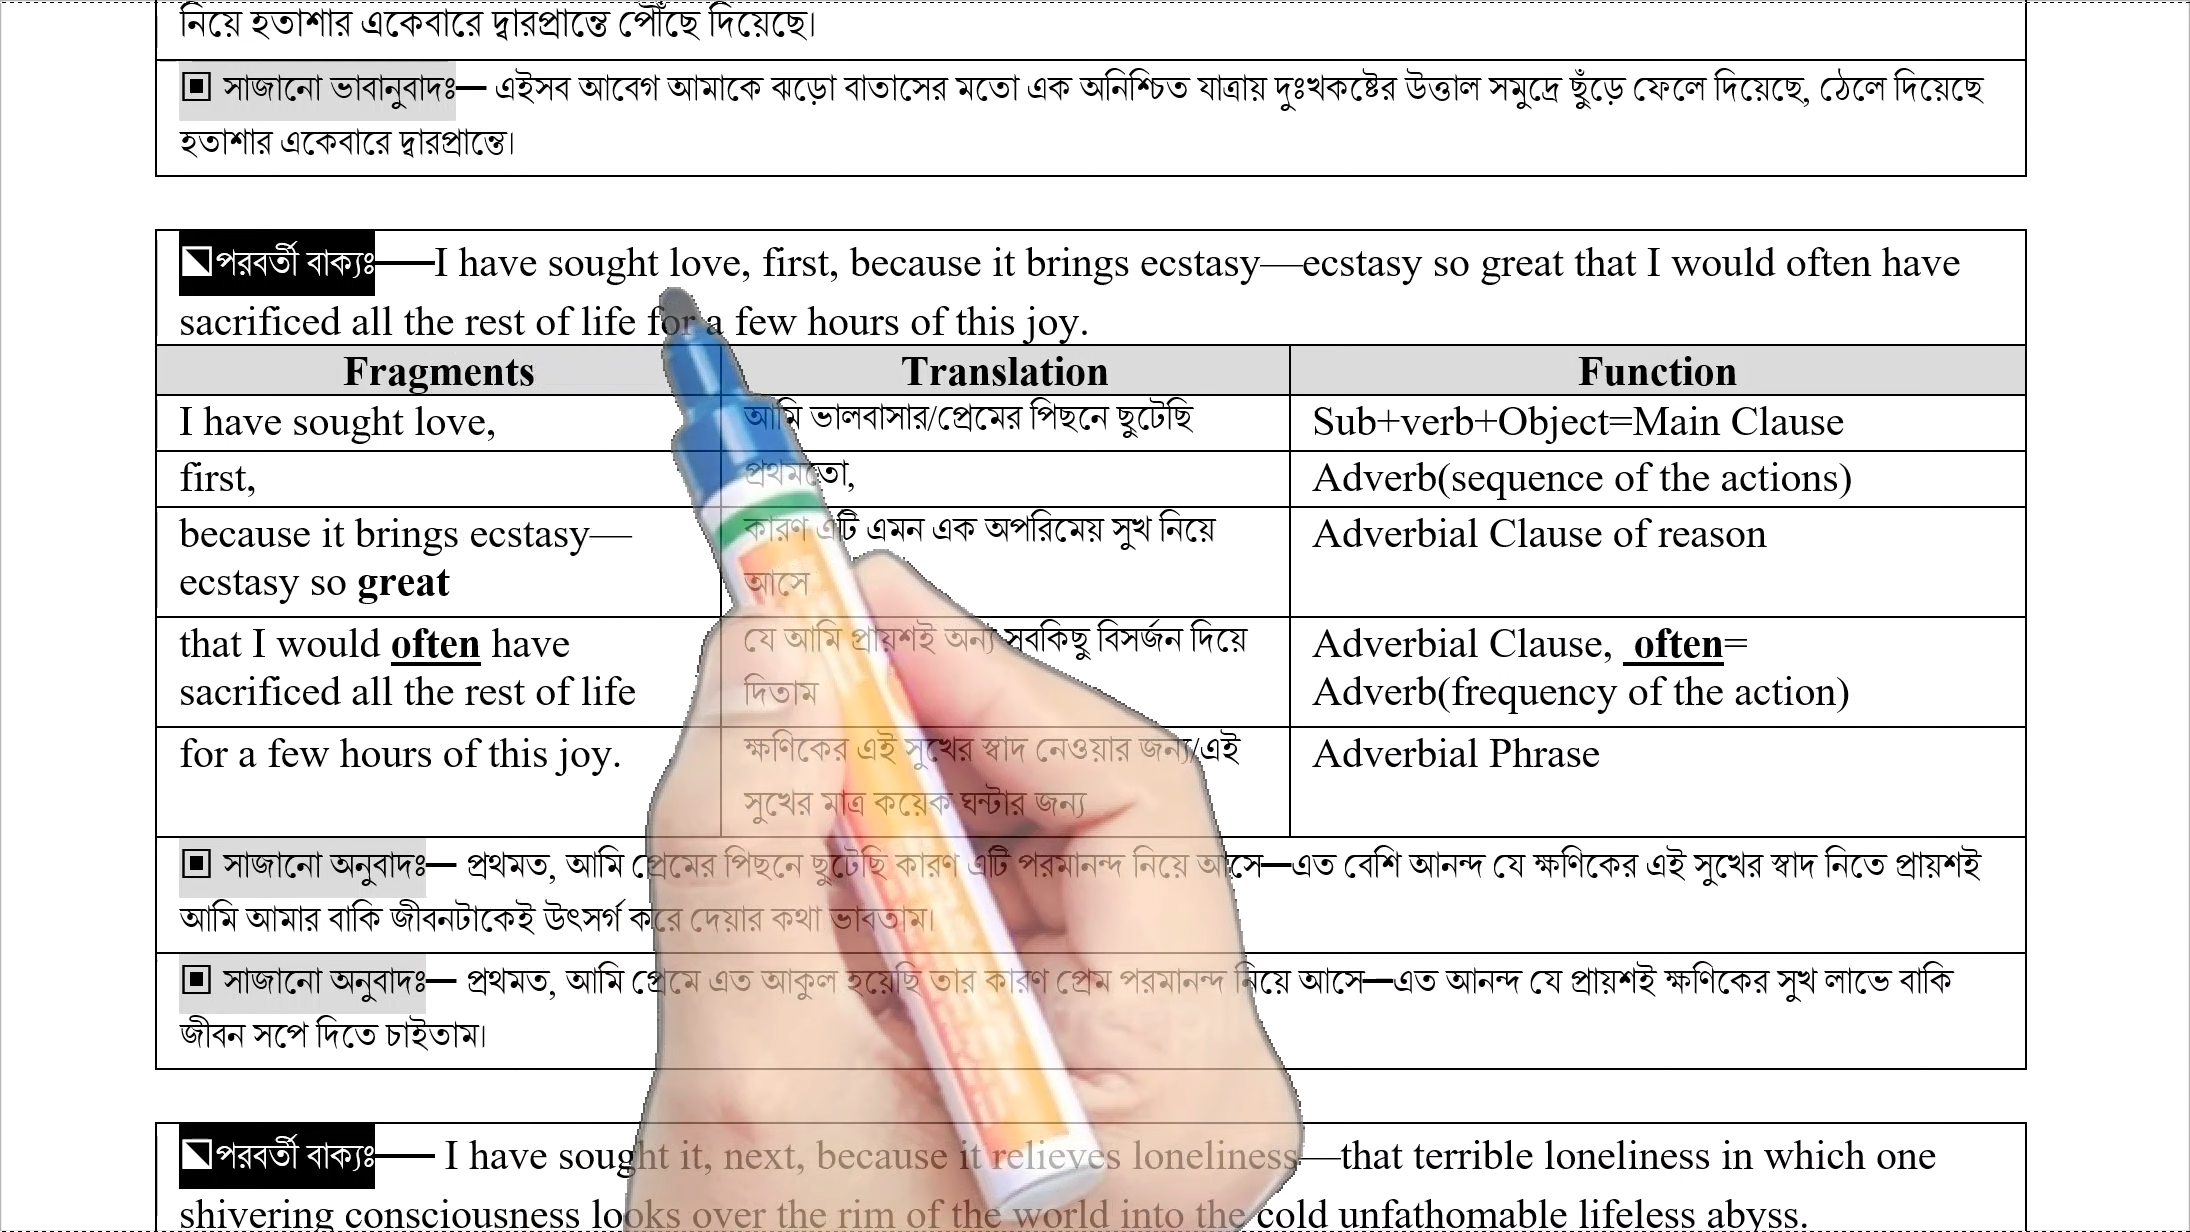 নিয়ে হতাশার একেবারে দ্বারপ্রান্তে পৌঁছে দিয়েছে।
▣ সাজানো ভাবানুবাদঃ— এইসব আবেগ আমাকে ঝড়ো বাতাসের মতো এক অনিশ্চিত যাত্রায় দুঃখকষ্টের উত্তাল সমুদ্রে ছুঁড়ে ফেলে দিয়েছে, ঠেলে দিয়েছে
হতাশার একেবারে দ্বারপ্রান্তে।
পরবর্তী বাক্যঃ——I have sought love, first, because it brings ecstasy—ecstasy so great that I would often have
sacrificed all the rest of life for a few hours of this joy.
Fragments Translation Function
I have sought love, আমি ভালবাসার/প্রেমের পিছনে ছুটেছি Sub+verb+Object=Main Clause
first, প্রথমতো, Adverb(sequence of the actions)
because it brings ecstasy— কারণ এটি এমন এক অপরিমেয় সুখ নিয়ে Adverbial Clause of reason
ecstasy so great আসে
that I would often have যে আমি প্রায়শই অন্য সবকিছু বিসর্জন দিয়ে Adverbial Clause, often=
sacrificed all the rest of life দিতাম Adverb(frequency of the action)
for a few hours of this joy. ক্ষণিকের এই সুখের স্বাদ নেওয়ার জন্য/এই Adverbial Phrase
সুখের মাত্র কয়েক ঘন্টার জন্য
▣ সাজানো অনুবাদঃ— প্রথমত, আমি প্রেমের পিছনে ছুটেছি কারণ এটি পরমানন্দ নিয়ে আসে—এত বেশি আনন্দ যে ক্ষণিকের এই সুখের স্বাদ নিতে প্রায়শই
আমি আমার বাকি জীবনটাকেই উৎসর্গ করে দেয়ার কথা ভাবতাম।
▣ সাজানো অনুবাদঃ— প্রথমত, আমি প্রেমে এত আকুল হয়েছি তার কারণ প্রেম পরমানন্দ নিয়ে আসে—এত আনন্দ যে প্রায়শই ক্ষণিকের সুখ লাভে বাকি
জীবন সপে দিতে চাইতাম।
পরবর্তী বাক্যঃ—— I have sought it, next, because it relieves loneliness—that terrible loneliness in which one
shivering consciousness looks over the rim of the world into the cold unfathomable lifeless abyss.